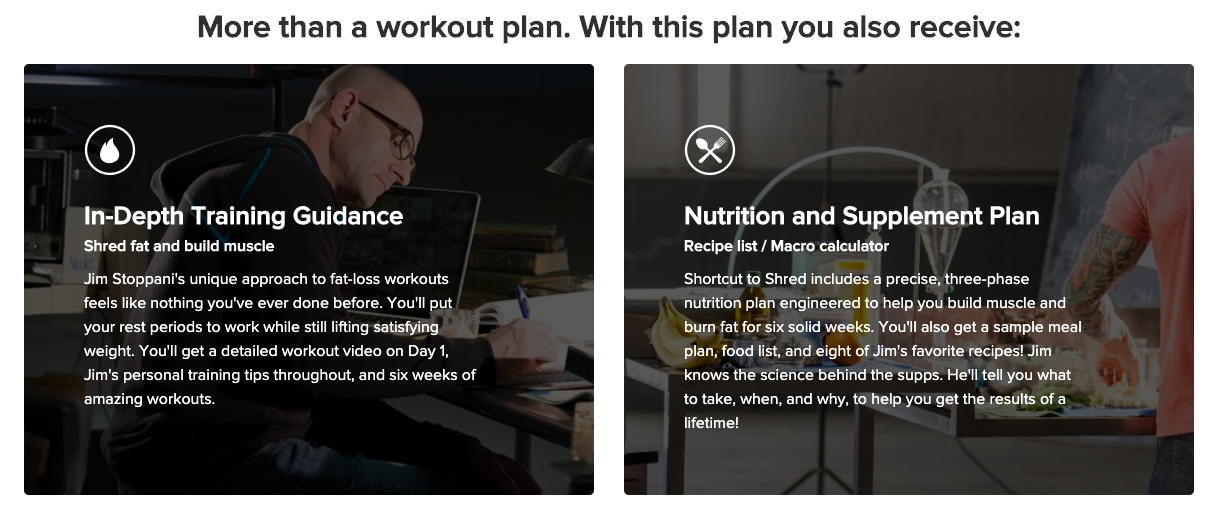 More than a workout plan. With this plan you also receive:
In-Depth Training Guidance
Shred fat and build muscle
Jim Stoppani's unique approach to fat-loss workouts
feels like nothing you've ever done before. You'll put
your rest periods to work while still lifting satisfying
weight. You'll get a detailed workout video on Day 1,
Jim's personal training tips throughout, and six weeks of
amazing workouts.
Nutrition and Supplement Plan
Recipe list / Macro calculator
Shortcut to Shred includes a precise, three-phase
nutrition plan engineered to help you build muscle and
burn fat for six solid weeks. You'll also get a sample meal
plan, food list, and eight of Jim's favorite recipes! Jim
knows the science behind the supps. He'll tell you what
to take, when, and why, to help you get the results of a
lifetime!